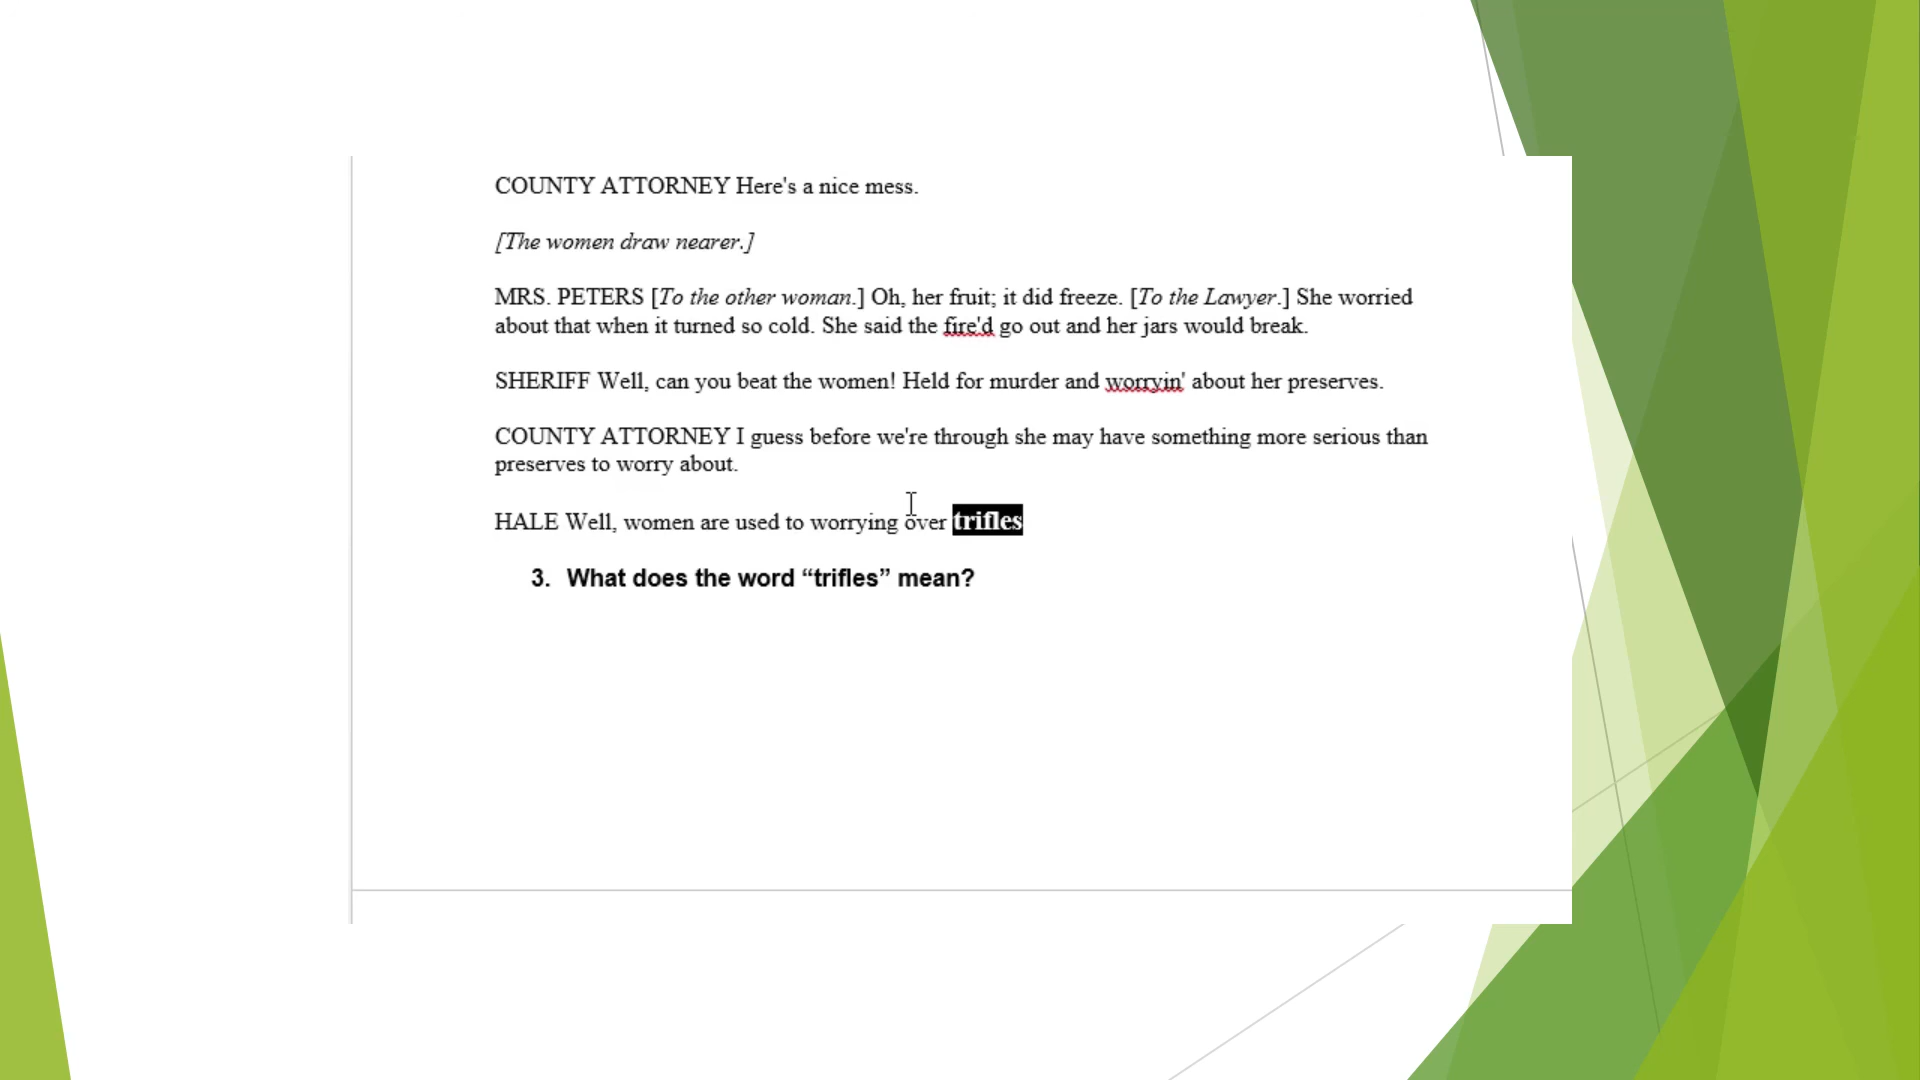 COUNTY ATTORNEY Here's a nice mess.
[The women draw nearer.]
MRS. PETERS [To the other woman.] Oh, her fruit; it did freeze. [To the Lawyer.] She worried
about that when it turned so cold. She said the fire'd go out and her jars would break.
SHERIFF Well, can you beat the women! Held for murder and worryin' about her preserves.
COUNTY ATTORNEY I guess before we're through she may have something more serious than
preserves to worry about.
HALE Well, women are used to worrying over trifles
3. What does the word “trifles” mean?